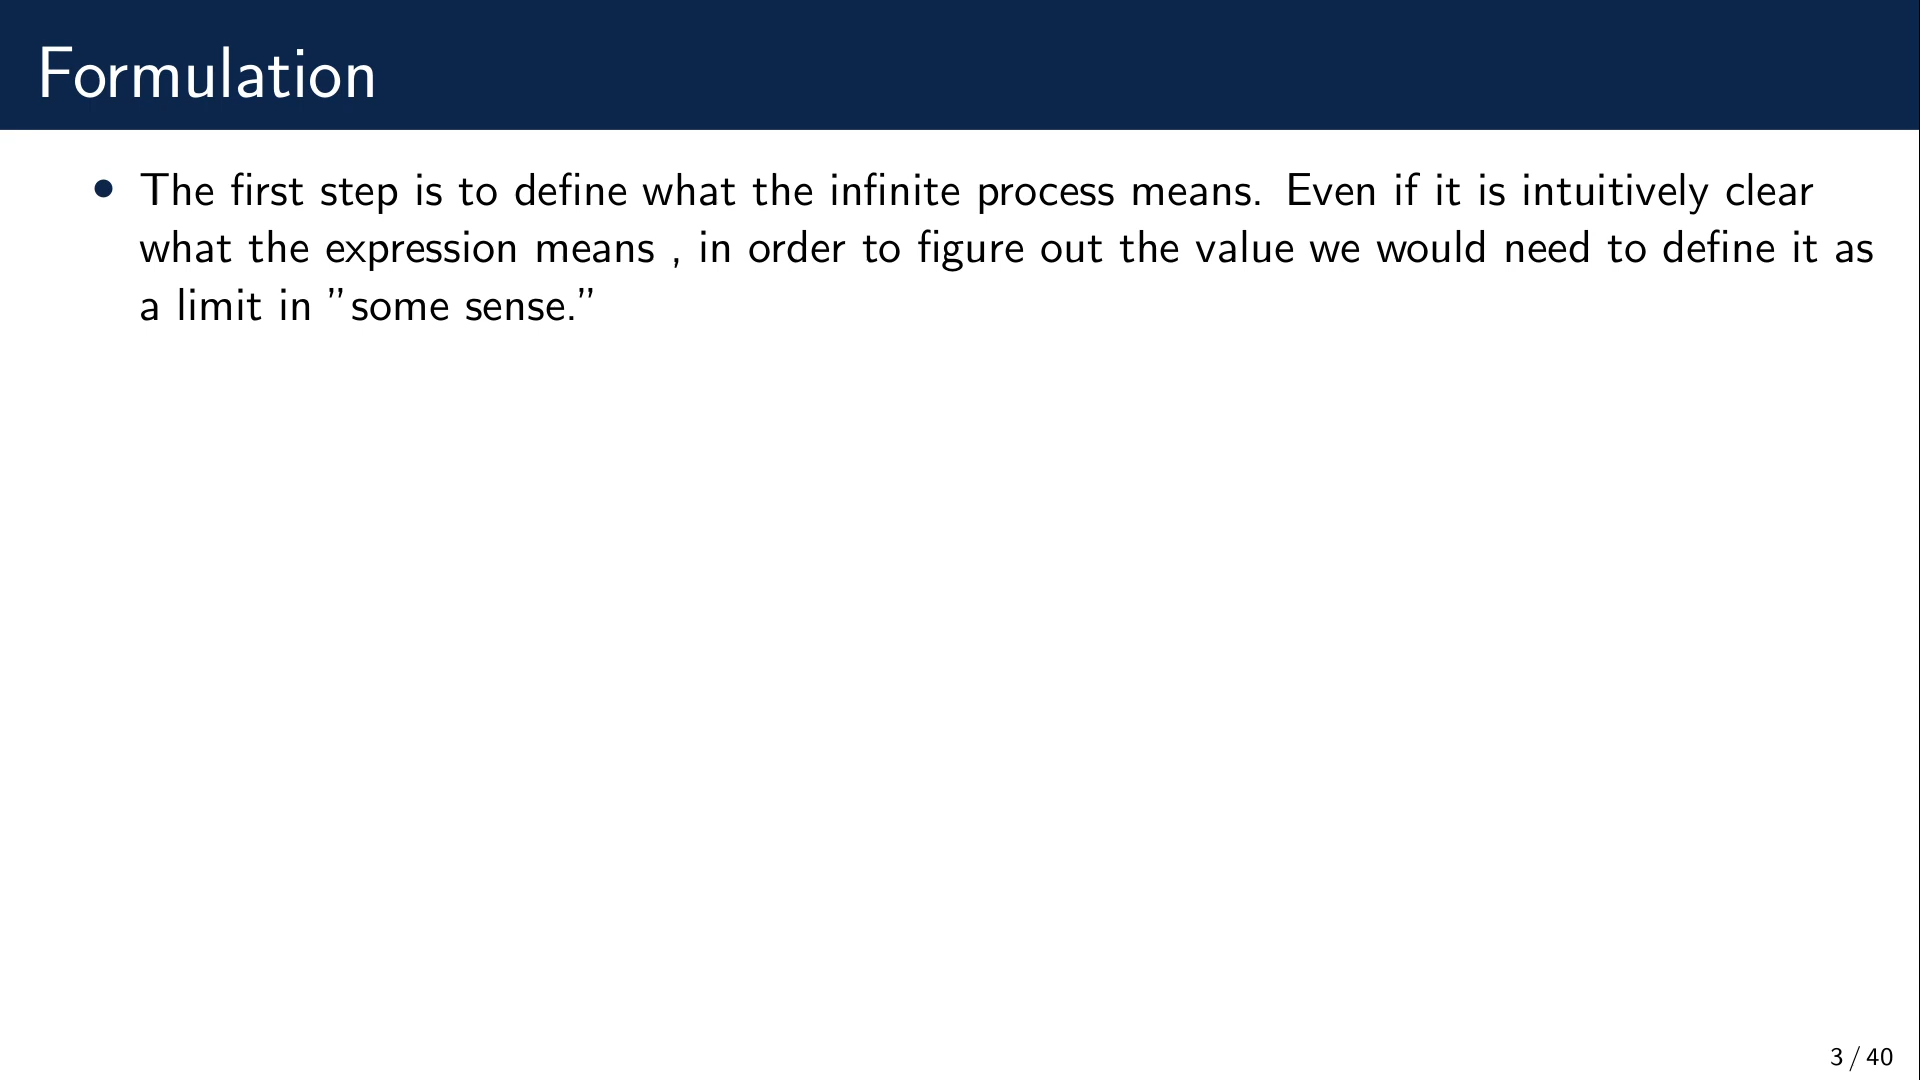 Formulation
• The first step is to define what the infinite process means. Even if it is intuitively clear
what the expression means , in order to figure out the value we would need to define it as
a limit in ”some sense.”
3 / 40